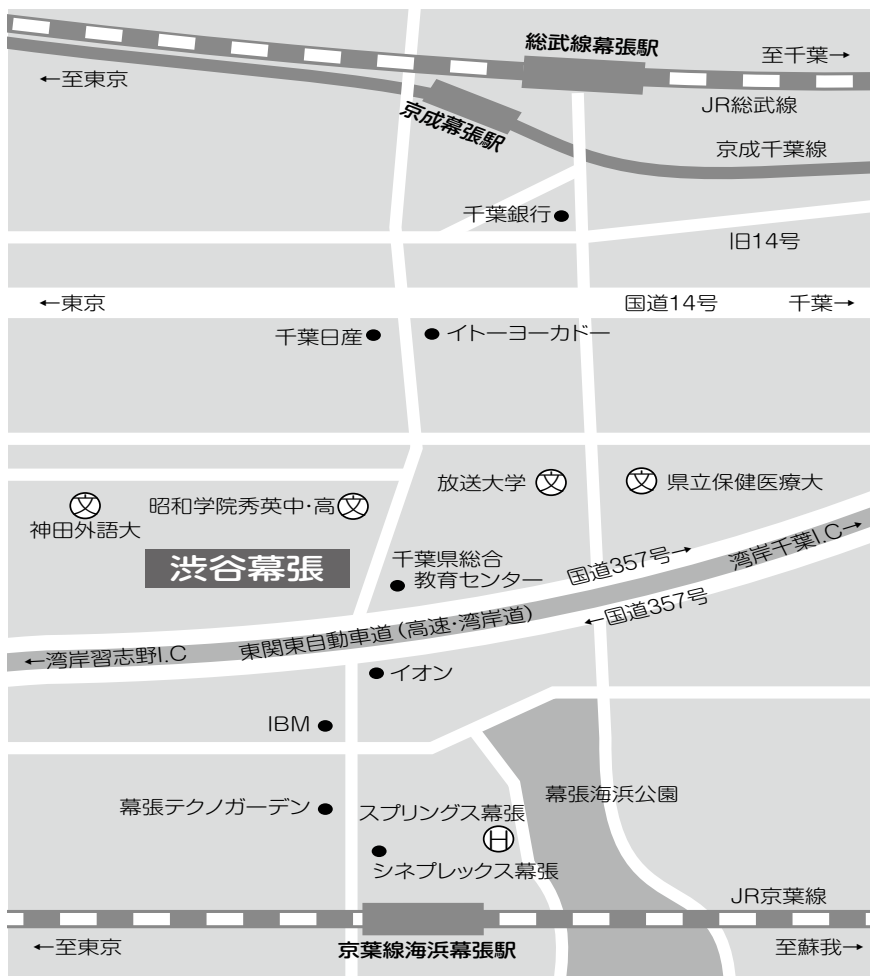 総武線幕張駅
至千葉→
←至東京
JR総武線
京成幕張駅
京成千葉線
千葉銀行
旧14号
←東京
国道14号
千葉→
千葉日産
イトーヨーカドー
放送大学
文
文
県立保健医療大
文
昭和学院秀英中・高
文
神田外語大
渋谷幕張
千葉県総合
教育センター
国道357号→
湾岸千葉I.C→
←国道357号
東関東自動車道(高速・湾岸道)
←湾岸習志野I.C
イオン
IBM
幕張海浜公園
幕張テクノガーデン
スプリングス幕張
H
シネプレックス幕張
JR京葉線
←至東京
京葉線海浜幕張駅
至蘇我→